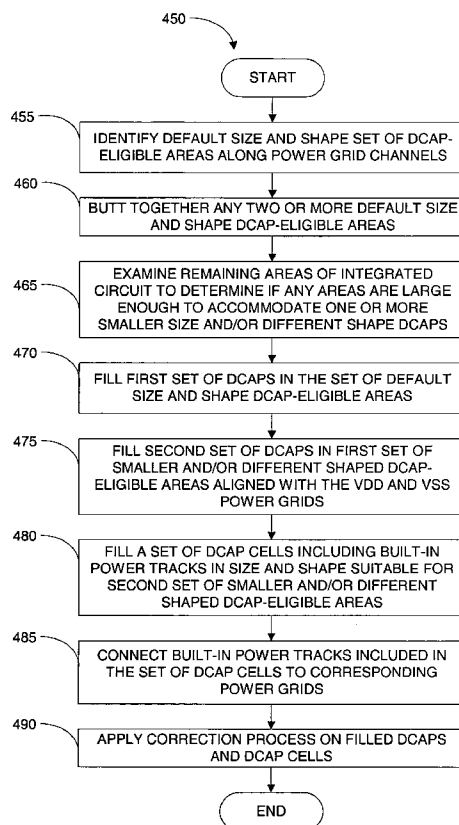 450
START
455
IDENTIFY DEFAULT SIZE AND SHAPE SET OF DCAP-
ELIGIBLE AREAS ALONG POWER GRID CHANNELS
460
BUTT TOGETHER ANY TWO OR MORE DEFAULT SIZE
AND SHAPE DCAP-ELIGIBLE AREAS
465
EXAMINE REMAINING AREAS OF INTEGRATED
CIRCUIT TO DETERMINE IF ANY AREAS ARE LARGE
ENOUGH TO ACCOMMODATE ONE OR MORE
SMALLER SIZE AND/OR DIFFERENT SHAPE DCAPS
470
FILL FIRST SET OF DCAPS IN THE SET OF DEFAULT
SIZE AND SHAPE DCAP-ELIGIBLE AREAS
475
FILL SECOND SET OF DCAPS IN FIRST SET OF
SMALLER AND/OR DIFFERENT SHAPED DCAP-
ELIGIBLE AREAS ALIGNED WITH THE VDD AND VSS
POWER GRIDS
480
FILL A SET OF DCAP CELLS INCLUDING BUILT-IN
POWER TRACKS IN SIZE AND SHAPE SUITABLE FOR
SECOND SET OF SMALLER AND/OR DIFFERENT
SHAPED DCAP-ELIGIBLE AREAS
485
CONNECT BUILT-IN POWER TRACKS INCLUDED IN
THE SET OF DCAP CELLS TO CORRESPONDING
POWER GRIDS
490
APPLY CORRECTION PROCESS ON FILLED DCAPS
AND DCAP CELLS
END